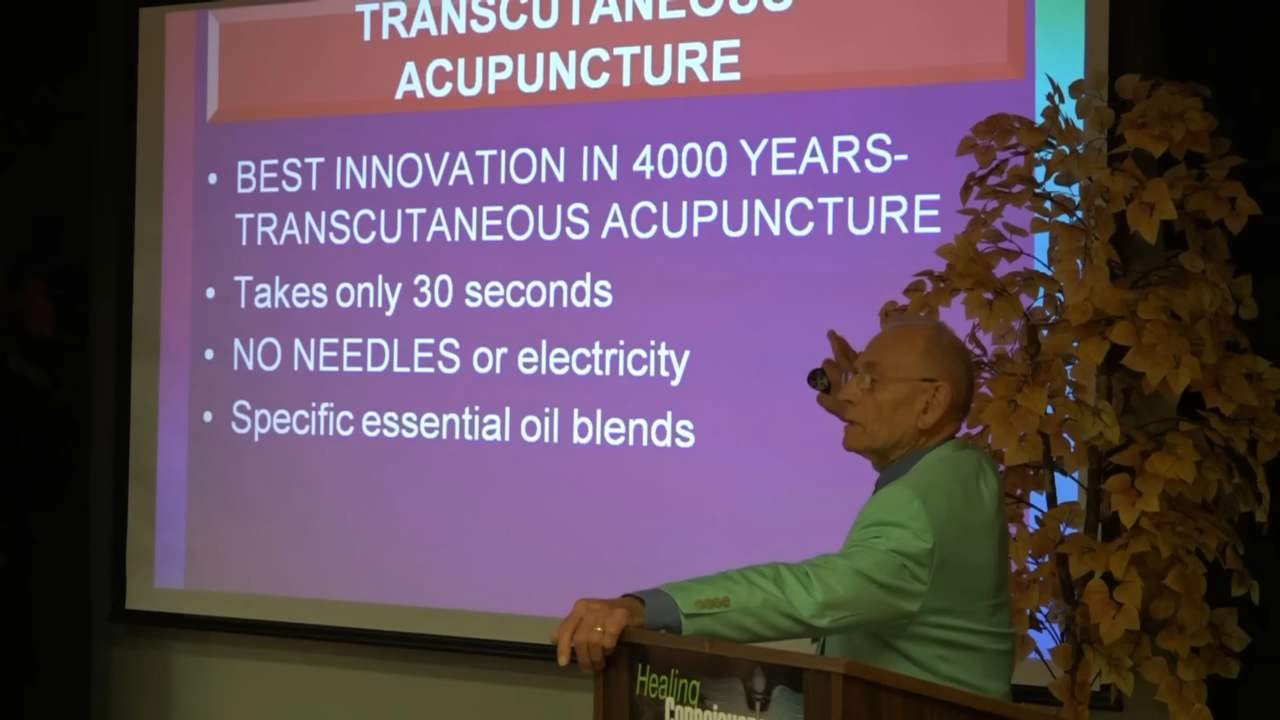 TRANSCUTANEOUS
ACUPUNCTURE
• BEST INNOVATION IN 4000 YEARS-
TRANSCUTANEOUS ACUPUNCTURE
• Takes only 30 seconds
• NO NEEDLES or electricity
• Specific essential oil blends
Healing